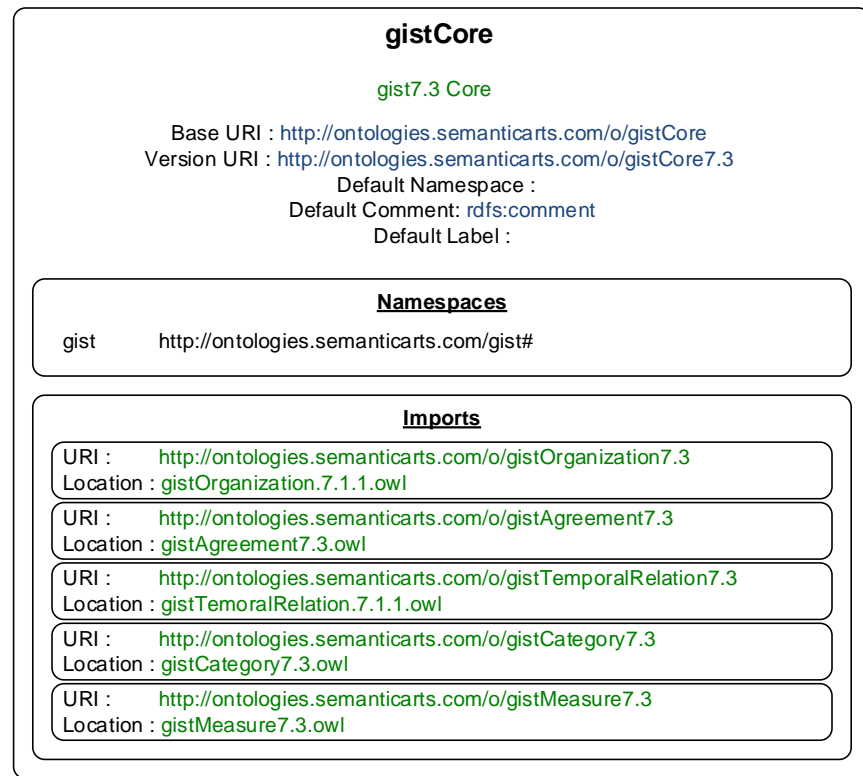 gistCore
gist7.3 Core
Base URI : http://ontologies.semanticarts.com/o/gistCore
Version URI : http://ontologies.semanticarts.com/o/gistCore7.3
Default Namespace :
Default Comment: rdfs:comment
Default Label :
Namespaces
gist http://ontologies.semanticarts.com/gist#
Imports
URI : http://ontologies.semanticarts.com/o/gistOrganization7.3
Location : gistOrganization.7.1.1.owl
URI : http://ontologies.semanticarts.com/o/gistAgreement7.3
Location : gistAgreement7.3.owl
URI : http://ontologies.semanticarts.com/o/gistTemporalRelation7.3
Location : gistTemoralRelation.7.1.1.owl
URI : http://ontologies.semanticarts.com/o/gistCategory7.3
Location : gistCategory7.3.owl
URI : http://ontologies.semanticarts.com/o/gistMeasure7.3
Location : gistMeasure7.3.owl